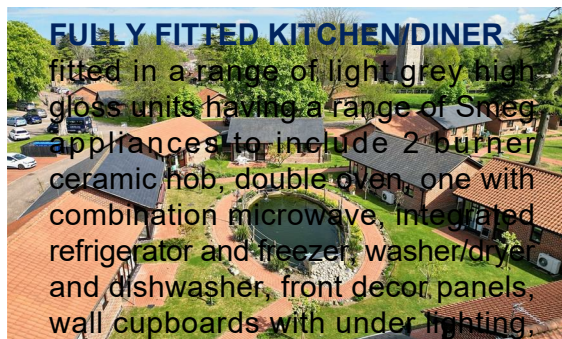 FULLY FITTED KITCHEN/DINER
fitted in a range of light grey high
gloss units having a range of Smeg
appliances to include 2 burner
ceramic hob, double oven, one with
combination microwave, integrated
refrigerator and freezer, washer/dryer
and dishwasher, front decor panels,
wall cupboards with under lighting,